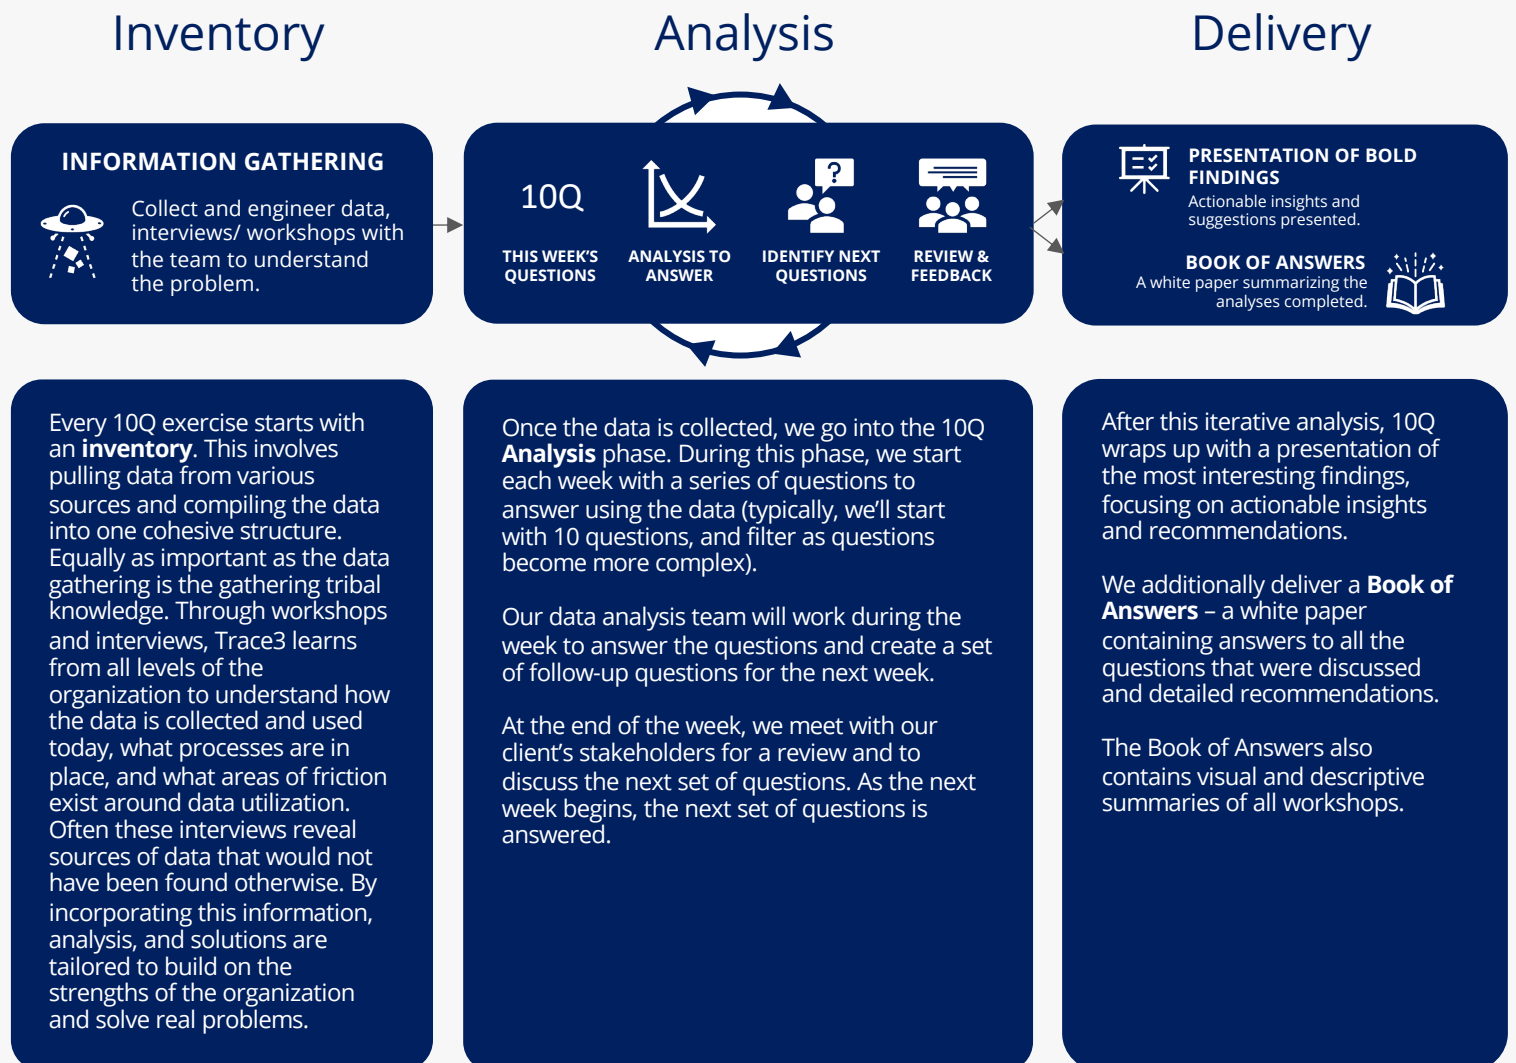 Inventory
Analysis
Delivery
INFORMATION GATHERING
Collect and engineer data,
interviews/ workshops with
the team to understand
the problem.
10Q
THIS WEEK'S
QUESTIONS
ANALYSIS TO
ANSWER
?
IDENTIFY NEXT
QUESTIONS
REVIEW &
FEEDBACK
PRESENTATION OF BOLD
FINDINGS
Actionable insights and
suggestions presented.
BOOK OF ANSWERS
A white paper summarizing the
analyses completed.
Every 10Q exercise starts with
an inventory. This involves
pulling data from various
sources and compiling the data
into one cohesive structure.
Equally as important as the data
gathering is the gathering tribal
knowledge. Through workshops
and interviews, Trace3 learns
from all levels of the
organization to understand how
the data is collected and used
today, what processes are in
place, and what areas of friction
exist around data utilization.
Often these interviews reveal
sources of data that would not
have been found otherwise. By
incorporating this information,
analysis, and solutions are
tailored to build on the
strengths of the organization
and solve real problems.
Once the data is collected, we go into the 10Q
Analysis phase. During this phase, we start
each week with a series of questions to
answer using the data (typically, we'll start
with 10 questions, and filter as questions
become more complex).
Our data analysis team will work during the
week to answer the questions and create a set
of follow-up questions for the next week.
At the end of the week, we meet with our
client's stakeholders for a review and to
discuss the next set of questions. As the next
week begins, the next set of questions is
answered.
After this iterative analysis, 10Q
wraps up with a presentation of
the most interesting findings,
focusing on actionable insights
and recommendations.
We additionally deliver a Book of
Answers – a white paper
containing answers to all the
questions that were discussed
and detailed recommendations.
The Book of Answers also
contains visual and descriptive
summaries of all workshops.